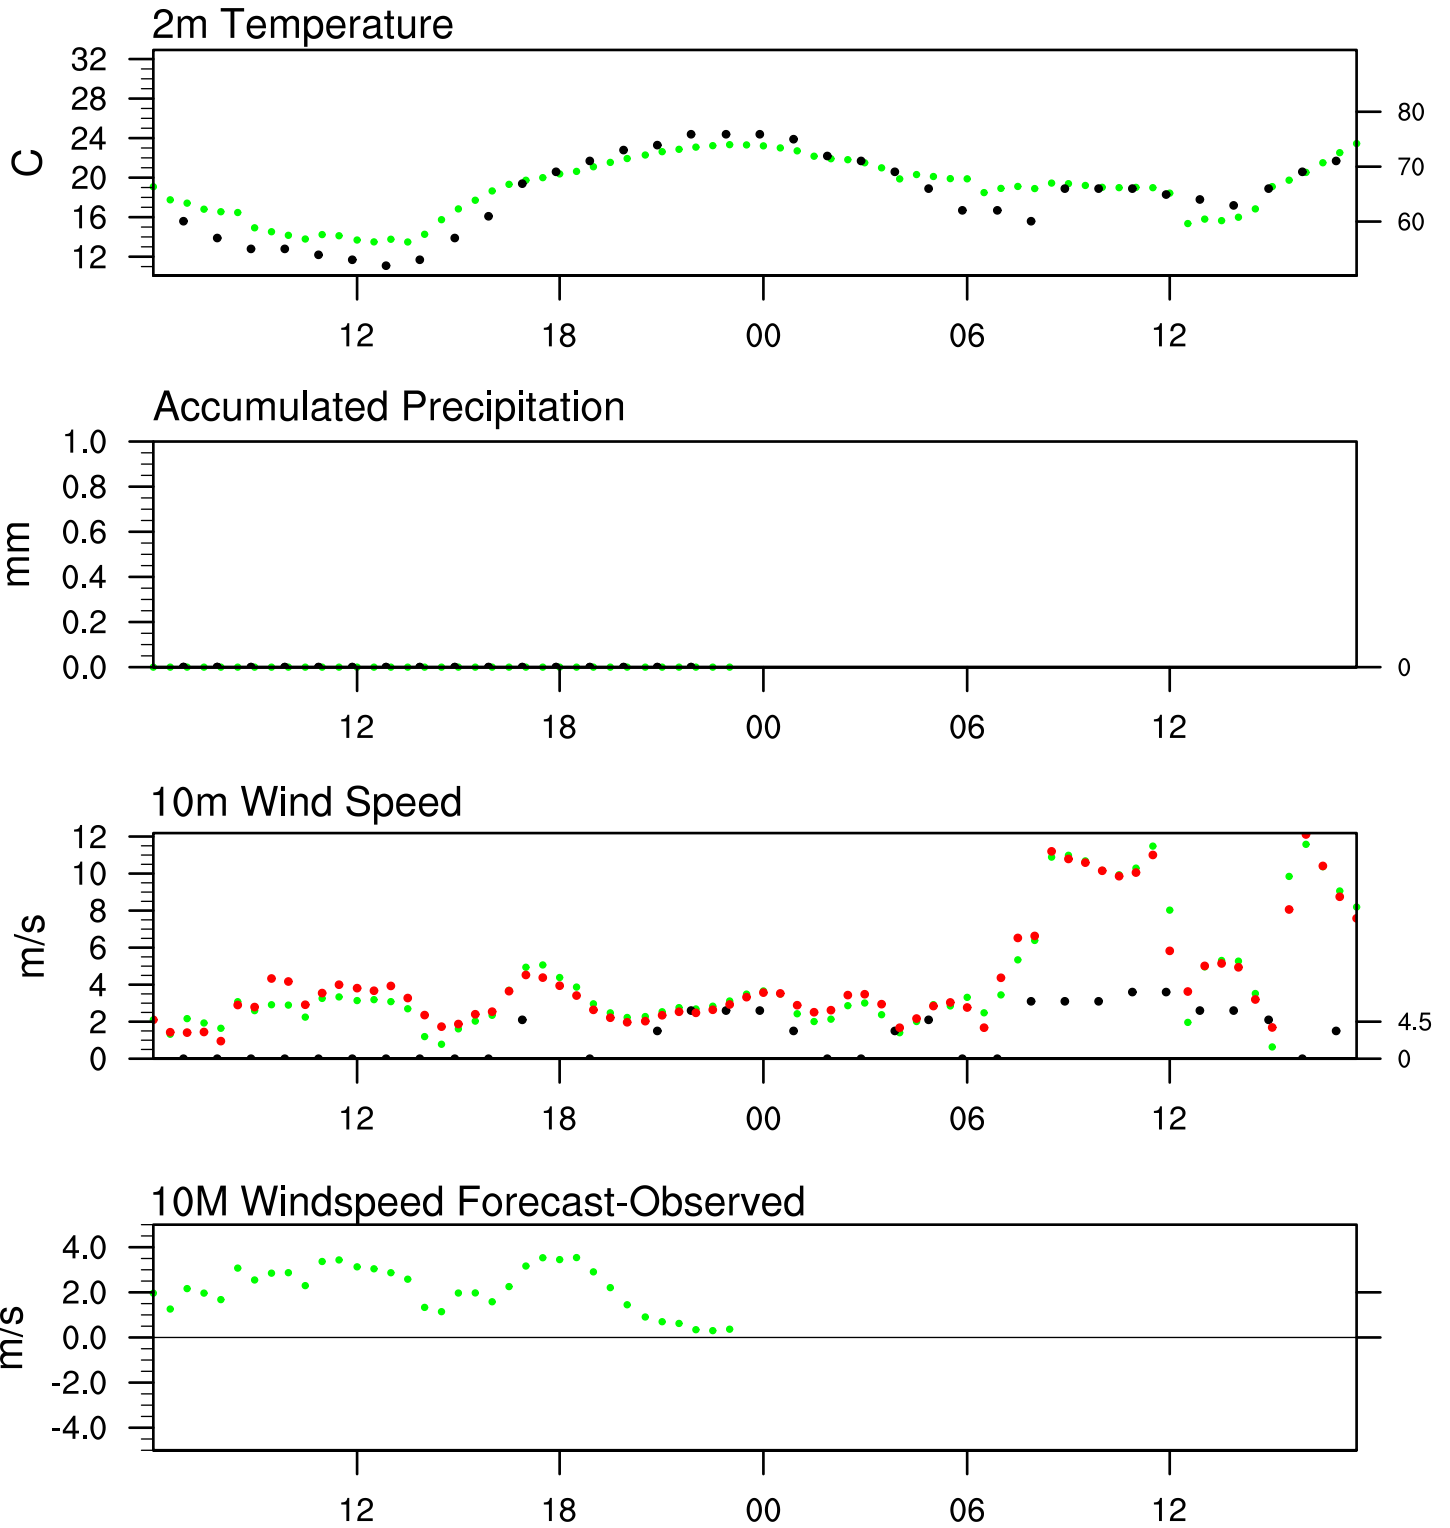 2m Temperature
32
28
24
20
16
12
C
80
70
60
12 18 00 06 12
Accumulated Precipitation
1.0
0.8
0.6
0.4
0.2
0.0
mm
0
12 18 00 06 12
10m Wind Speed
12
10
8
6
4
2
0
m/s
4.5
0
12 18 00 06 12
10M Windspeed Forecast-Observed
4.0
2.0
0.0
-2.0
-4.0
m/s
12 18 00 06 12